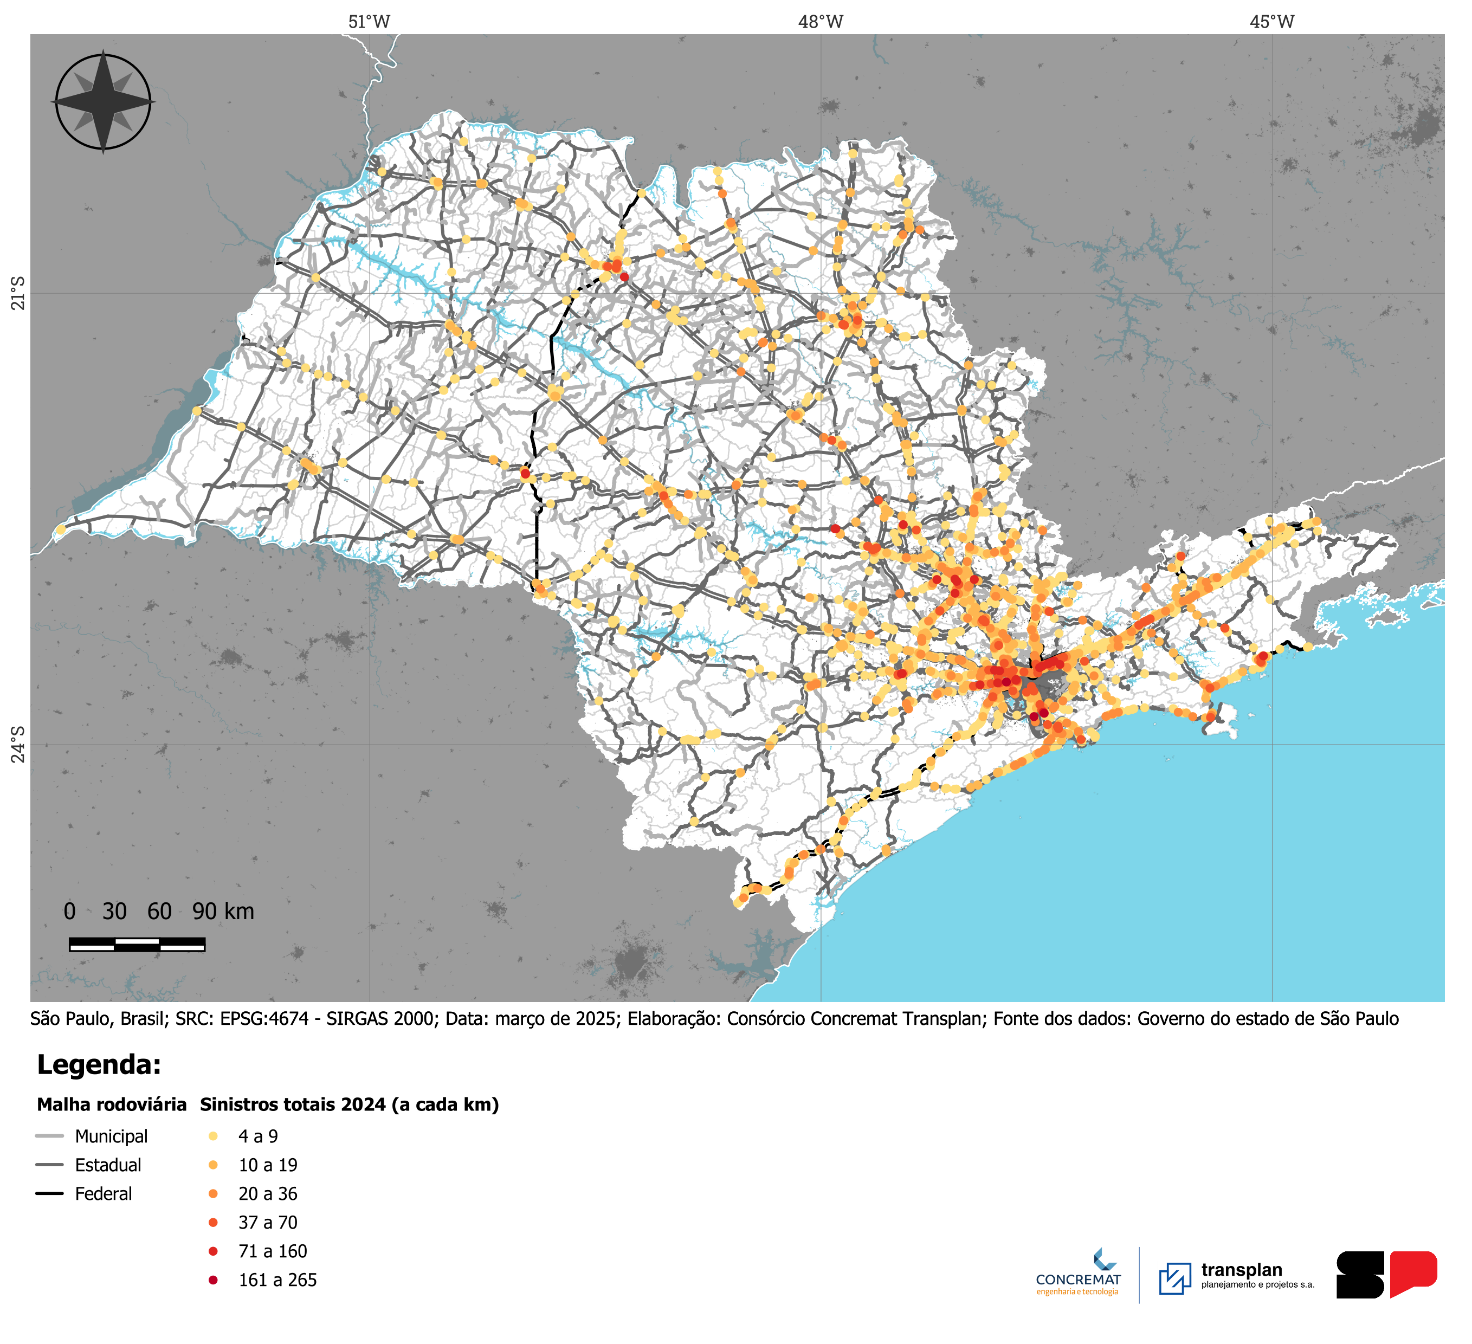 51°W 48°W 45°W
21°S
24°S
0 30 60 90 km
São Paulo, Brasil; SRC: EPSG:4674 - SIRGAS 2000; Data: março de 2025; Elaboração: Consórcio Concremat Transplan; Fonte dos dados: Governo do estado de São Paulo
Legenda:
Malha rodoviária Sinistros totais 2024 (a cada km)
Municipal 4 a 9
Estadual 10 a 19
Federal 20 a 36
37 a 70
71 a 160
161 a 265
CONCREMAT
engenharia e tecnologia
transplan
planejamento e projetos s.a.
SP